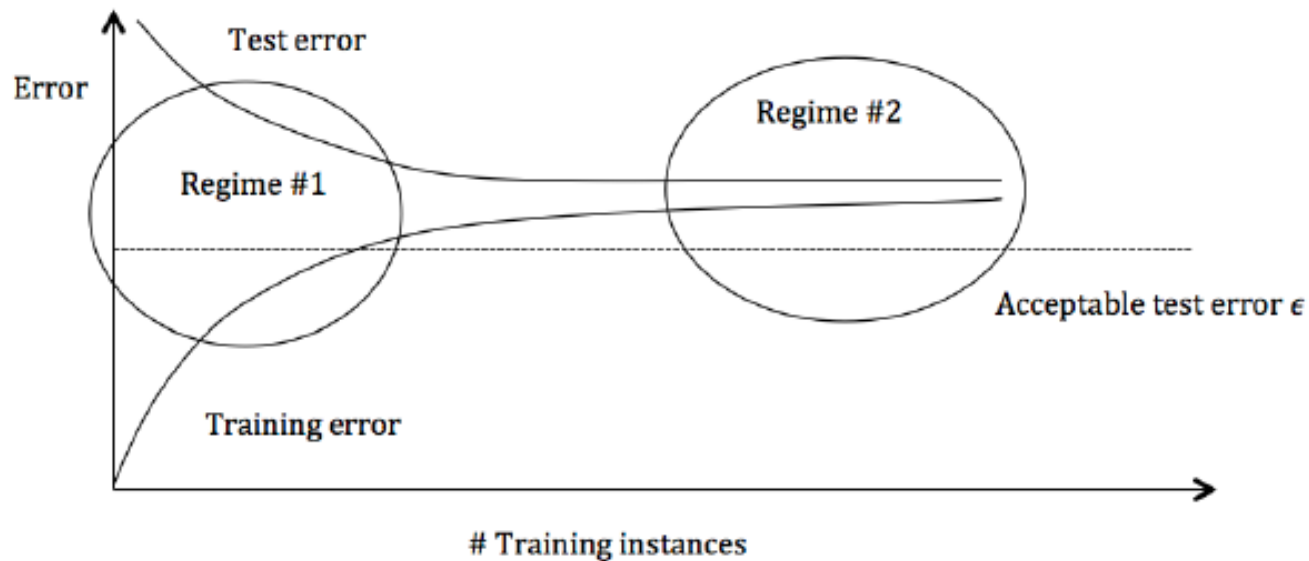 Test error
Error
Regime #2
Regime #1
Acceptable test error ϵ
Training error
# Training instances